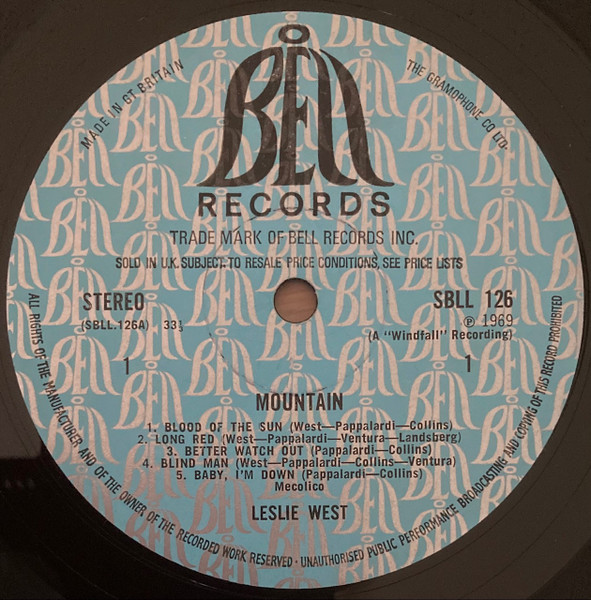 BELL
RECORDS
MADE IN GT BRITAIN
THE GRAMOPHONE CO LTD.
TRADE MARK OF BELL RECORDS INC.
SOLD IN U.K. SUBJECT TO RESALE PRICE CONDITIONS, SEE PRICE LISTS
STEREO
(SBLL.126A) 33⅓
1
SBLL 126
℗ 1969
(A "Windfall" Recording)
1
MOUNTAIN
1. BLOOD OF THE SUN (West—Pappalardi—Collins)
2. LONG RED (West—Pappalardi—Ventura—Landsberg)
3. BETTER WATCH OUT (Pappalardi—Collins)
4. BLIND MAN (West—Pappalardi—Collins—Ventura)
5. BABY, I'M DOWN (Pappalardi—Collins)
Mecolico
LESLIE WEST
ALL RIGHTS OF THE MANUFACTURER AND OF THE OWNER OF THE RECORDED WORK RESERVED · UNAUTHORISED PUBLIC PERFORMANCE BROADCASTING AND COPYING OF THIS RECORD PROHIBITED